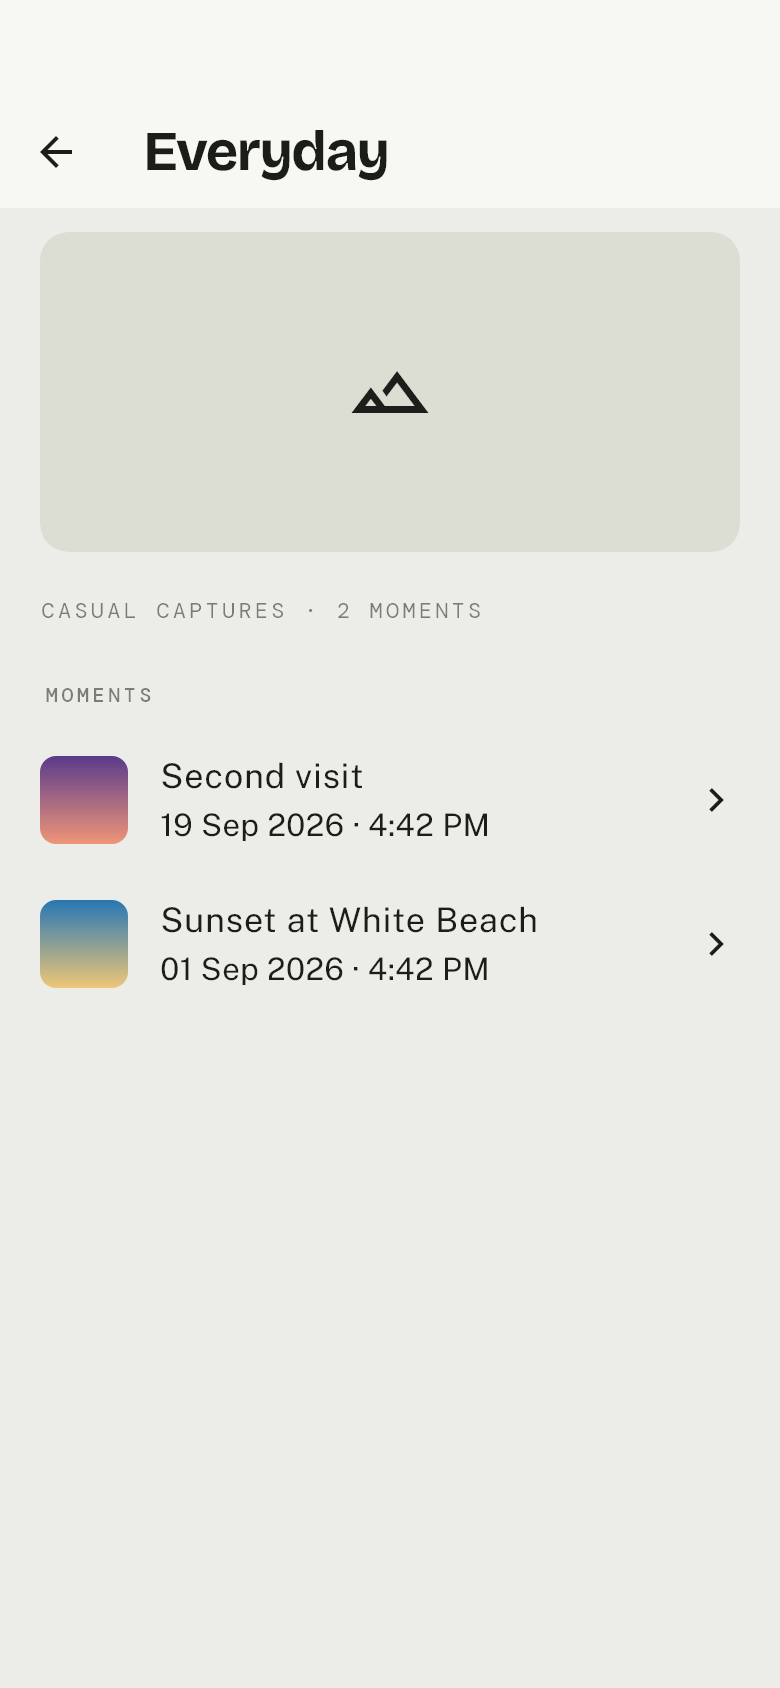 Everyday
CASUAL CAPTURES · 2 MOMENTS
MOMENTS
Second visit
19 Sep 2026 · 4:42 PM
Sunset at White Beach
01 Sep 2026 · 4:42 PM